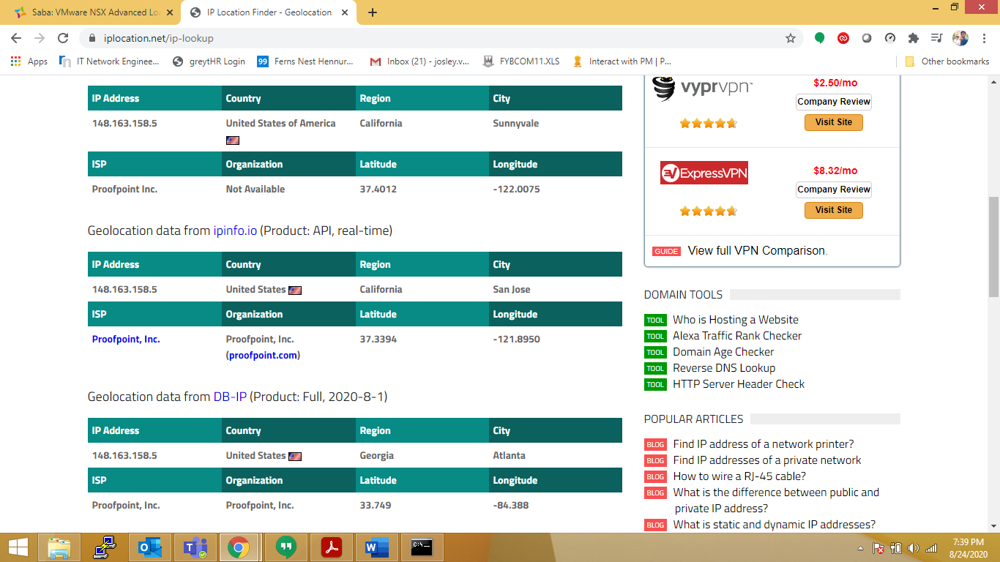 Saba: VMware NSX Advanced Lo
IP Location Finder - Geolocation
iplocation.net/ip-lookup
Apps
IT Network Enginee...
greytHR Login
99
Ferns Nest Hennur...
Inbox (21) - josley.v...
FYBCOM11.XLS
Interact with PM | P...
Other bookmarks
IP Address Country Region City
148.163.158.5 United States of America California Sunnyvale
ISP Organization Latitude Longitude
Proofpoint Inc. Not Available 37.4012 -122.0075
Geolocation data from ipinfo.io (Product: API, real-time)
IP Address Country Region City
148.163.158.5 United States California San Jose
ISP Organization Latitude Longitude
Proofpoint, Inc. Proofpoint, Inc. 37.3394 -121.8950
(proofpoint.com)
Geolocation data from DB-IP (Product: Full, 2020-8-1)
IP Address Country Region City
148.163.158.5 United States Georgia Atlanta
ISP Organization Latitude Longitude
Proofpoint, Inc. Proofpoint, Inc. 33.749 -84.388
vyprvpn™
$2.50/mo
Company Review
Visit Site
ExpressVPN
$8.32/mo
Company Review
Visit Site
GUIDE View full VPN Comparison.
DOMAIN TOOLS
TOOL Who is Hosting a Website
TOOL Alexa Traffic Rank Checker
TOOL Domain Age Checker
TOOL Reverse DNS Lookup
TOOL HTTP Server Header Check
POPULAR ARTICLES
BLOG Find IP address of a network printer?
BLOG Find IP addresses of a private network
BLOG How to wire a RJ-45 cable?
BLOG What is the difference between public and
private IP address?
BLOG What is static and dynamic IP addresses?
7:39 PM
8/24/2020